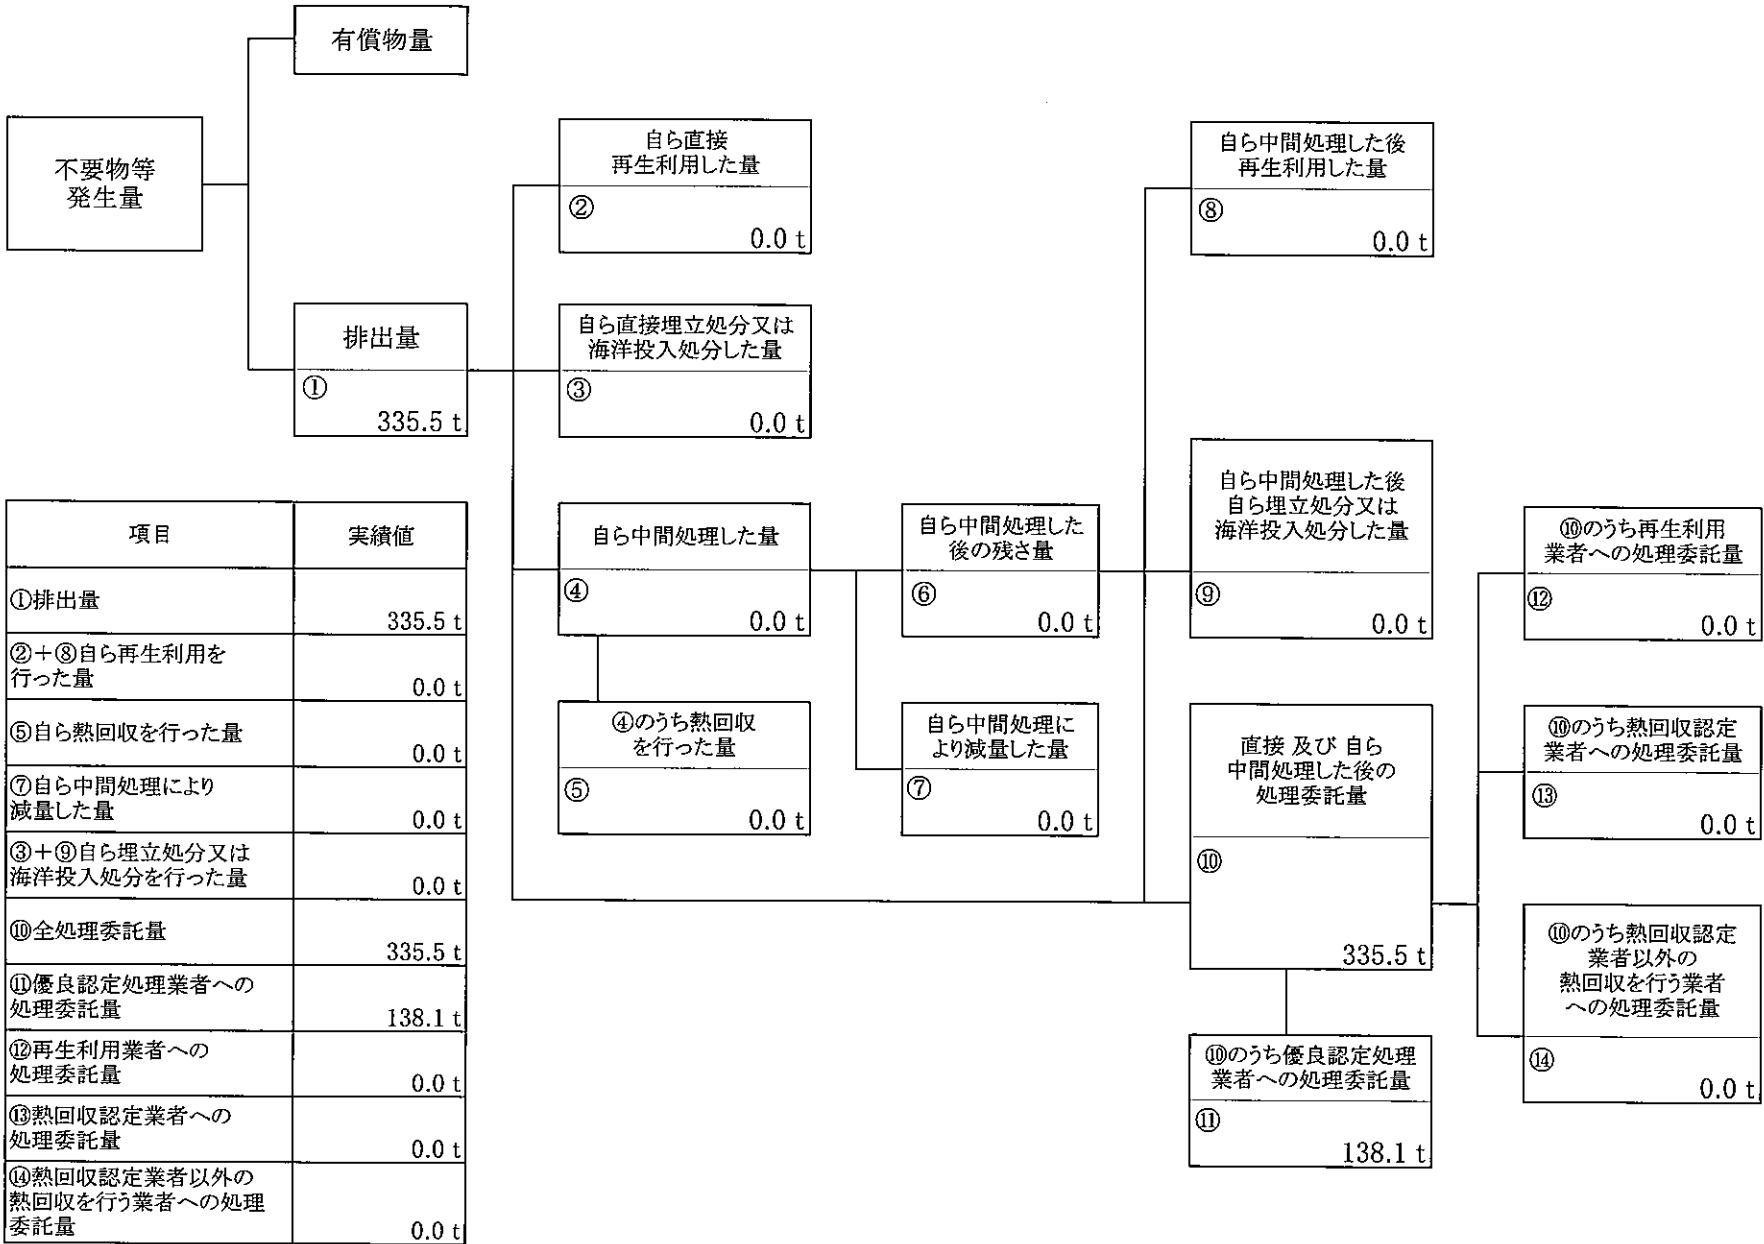 有償物量
不要物等
発生量
自ら直接
再生利用した量
②
0.0 t
自ら中間処理した後
再生利用した量
⑧
0.0 t
排出量
①
335.5 t
自ら直接埋立処分又は
海洋投入処分した量
③
0.0 t
自ら中間処理した量
④
0.0 t
自ら中間処理した
後の残さ量
⑥
0.0 t
自ら中間処理した後
自ら埋立処分又は
海洋投入処分した量
⑨
0.0 t
⑩のうち再生利用
業者への処理委託量
⑫
0.0 t
④のうち熱回収
を行った量
⑤
0.0 t
自ら中間処理に
より減量した量
⑦
0.0 t
直接 及び 自ら
中間処理した後の
処理委託量
⑩
335.5 t
⑩のうち熱回収認定
業者への処理委託量
⑬
0.0 t
⑩のうち熱回収認定
業者以外の
熱回収を行う業者
への処理委託量
⑭
0.0 t
⑩のうち優良認定処理
業者への処理委託量
⑪
138.1 t
項目 実績値
①排出量 335.5 t
②+⑧自ら再生利用を
行った量 0.0 t
⑤自ら熱回収を行った量 0.0 t
⑦自ら中間処理により
減量した量 0.0 t
③+⑨自ら埋立処分又は
海洋投入処分を行った量 0.0 t
⑩全処理委託量 335.5 t
⑪優良認定処理業者への
処理委託量 138.1 t
⑫再生利用業者への
処理委託量 0.0 t
⑬熱回収認定業者への
処理委託量 0.0 t
⑭熱回収認定業者以外の
熱回収を行う業者への処理
委託量 0.0 t